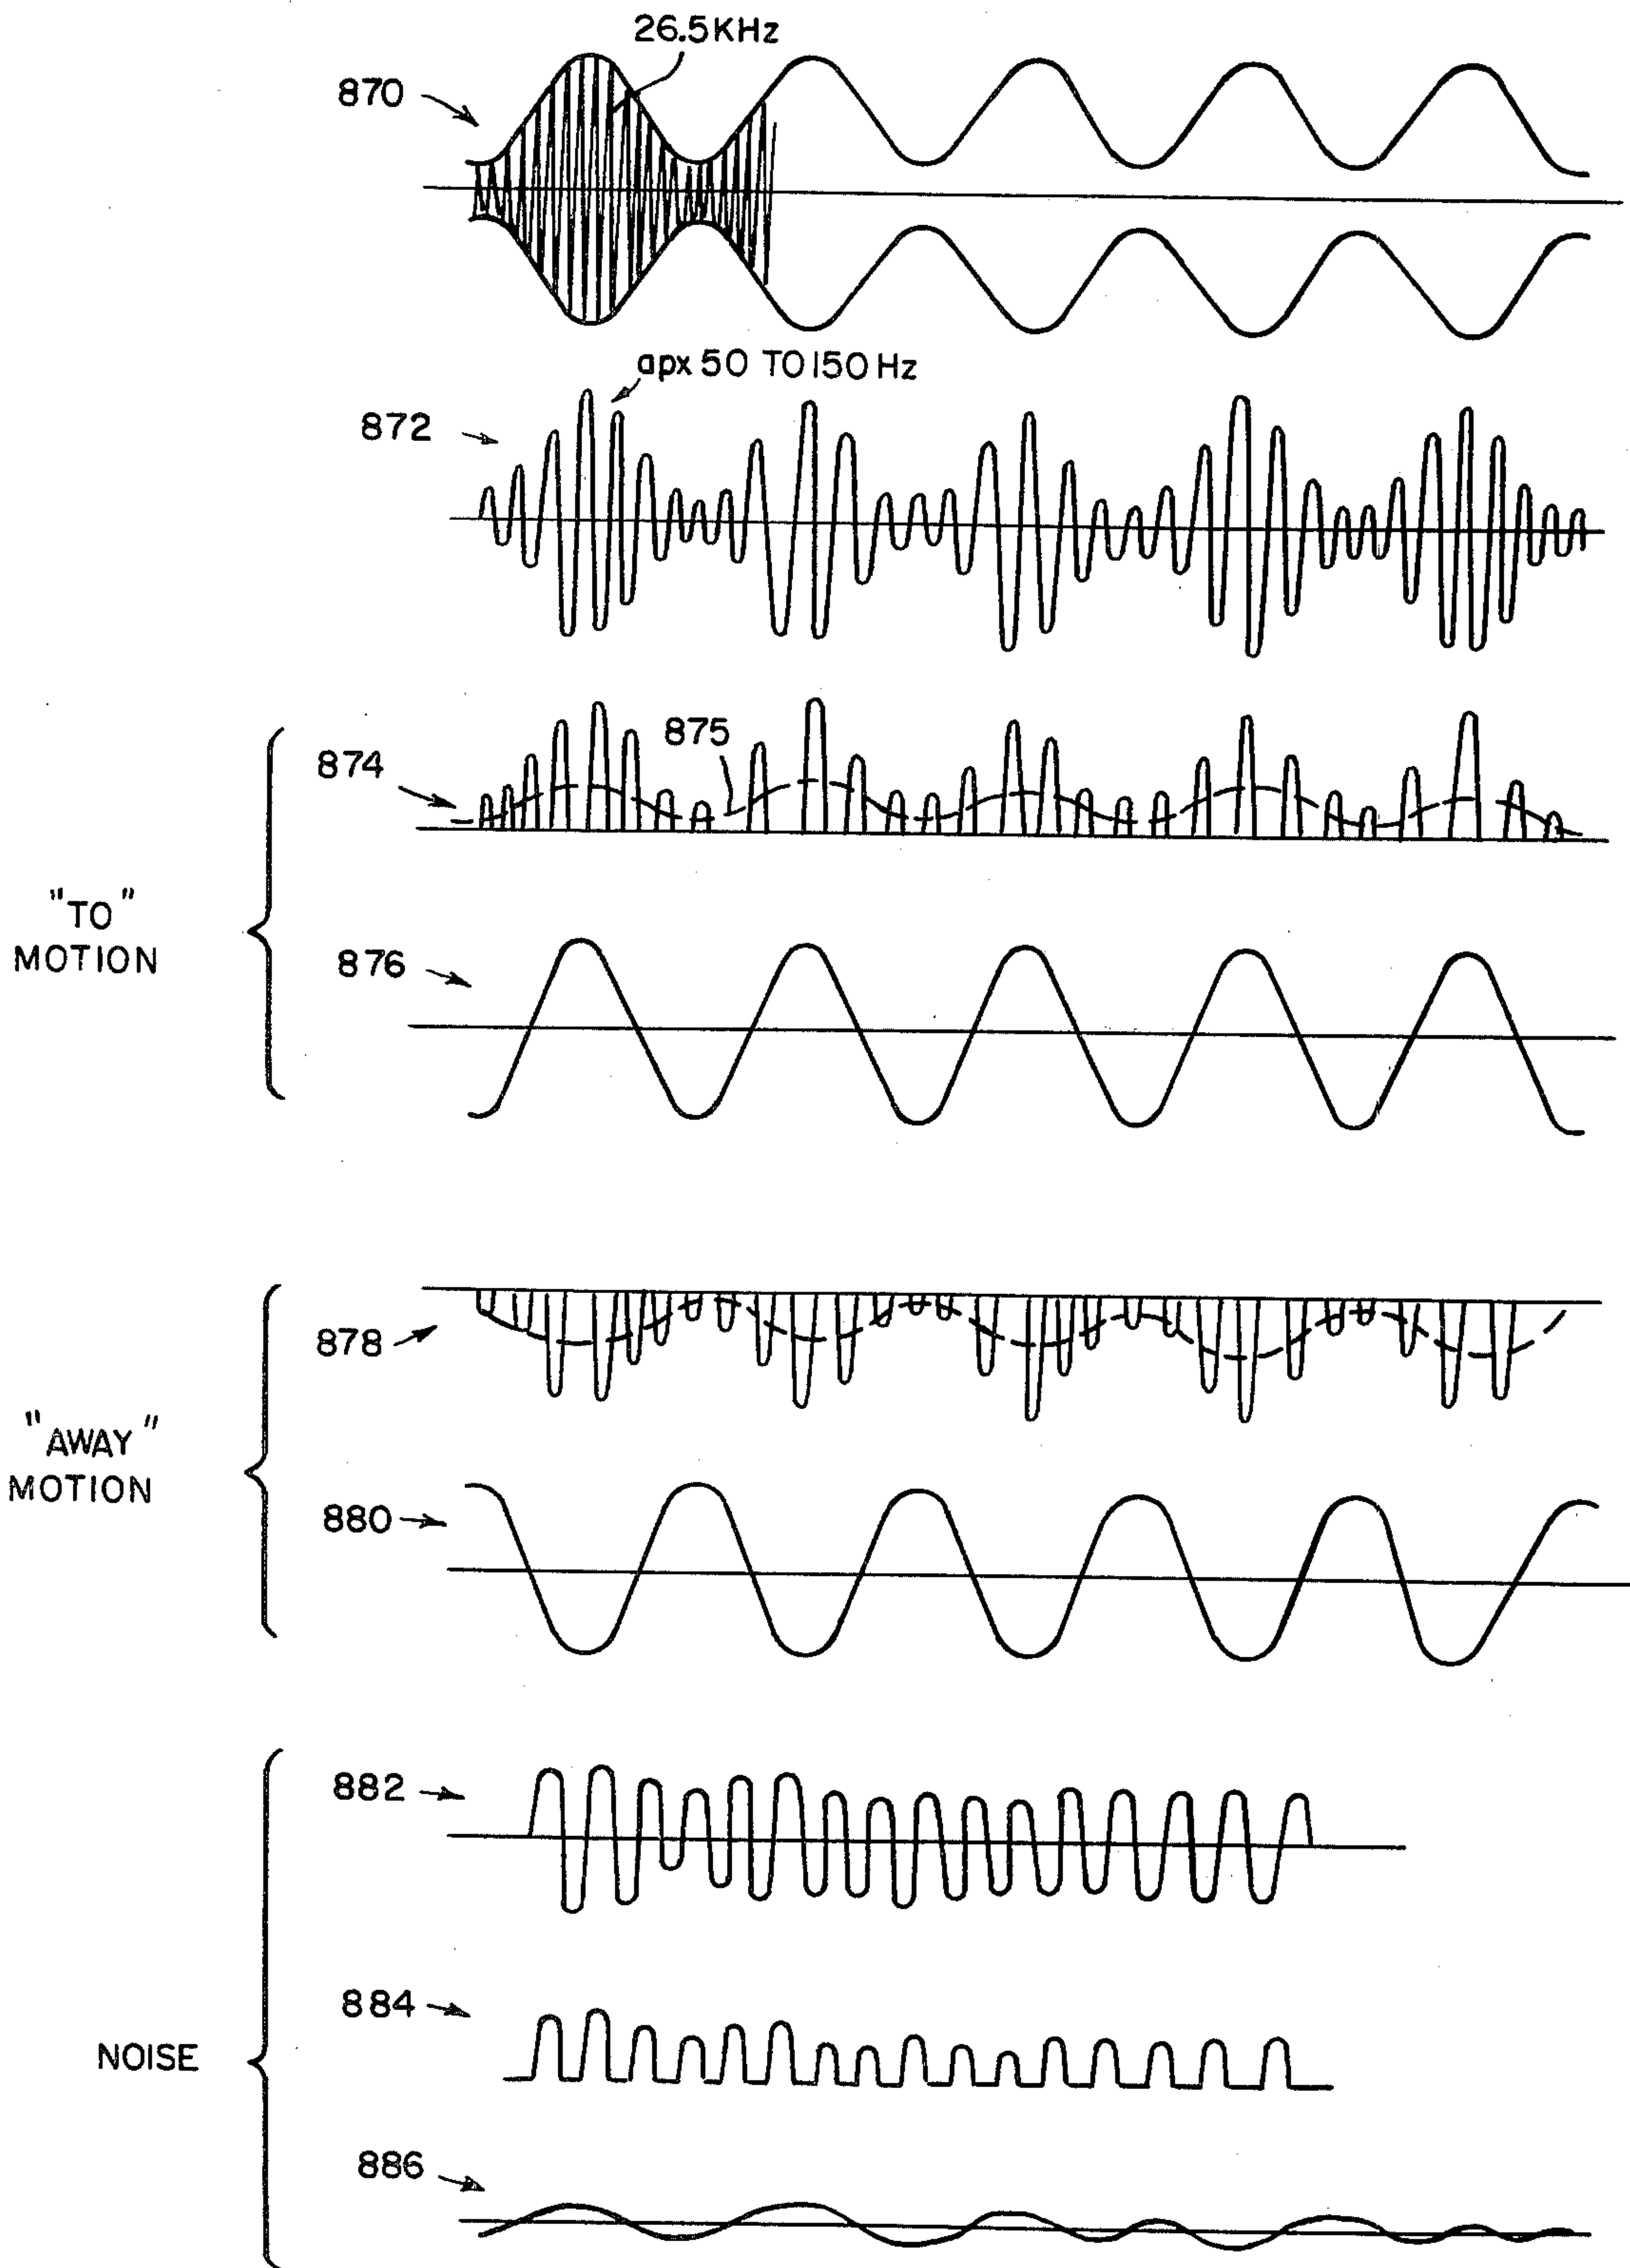 26.5KHz
870
apx 50 TO 150 Hz
872
875
874
"TO"
MOTION
876
878
"AWAY"
MOTION
880
882
884
NOISE
886